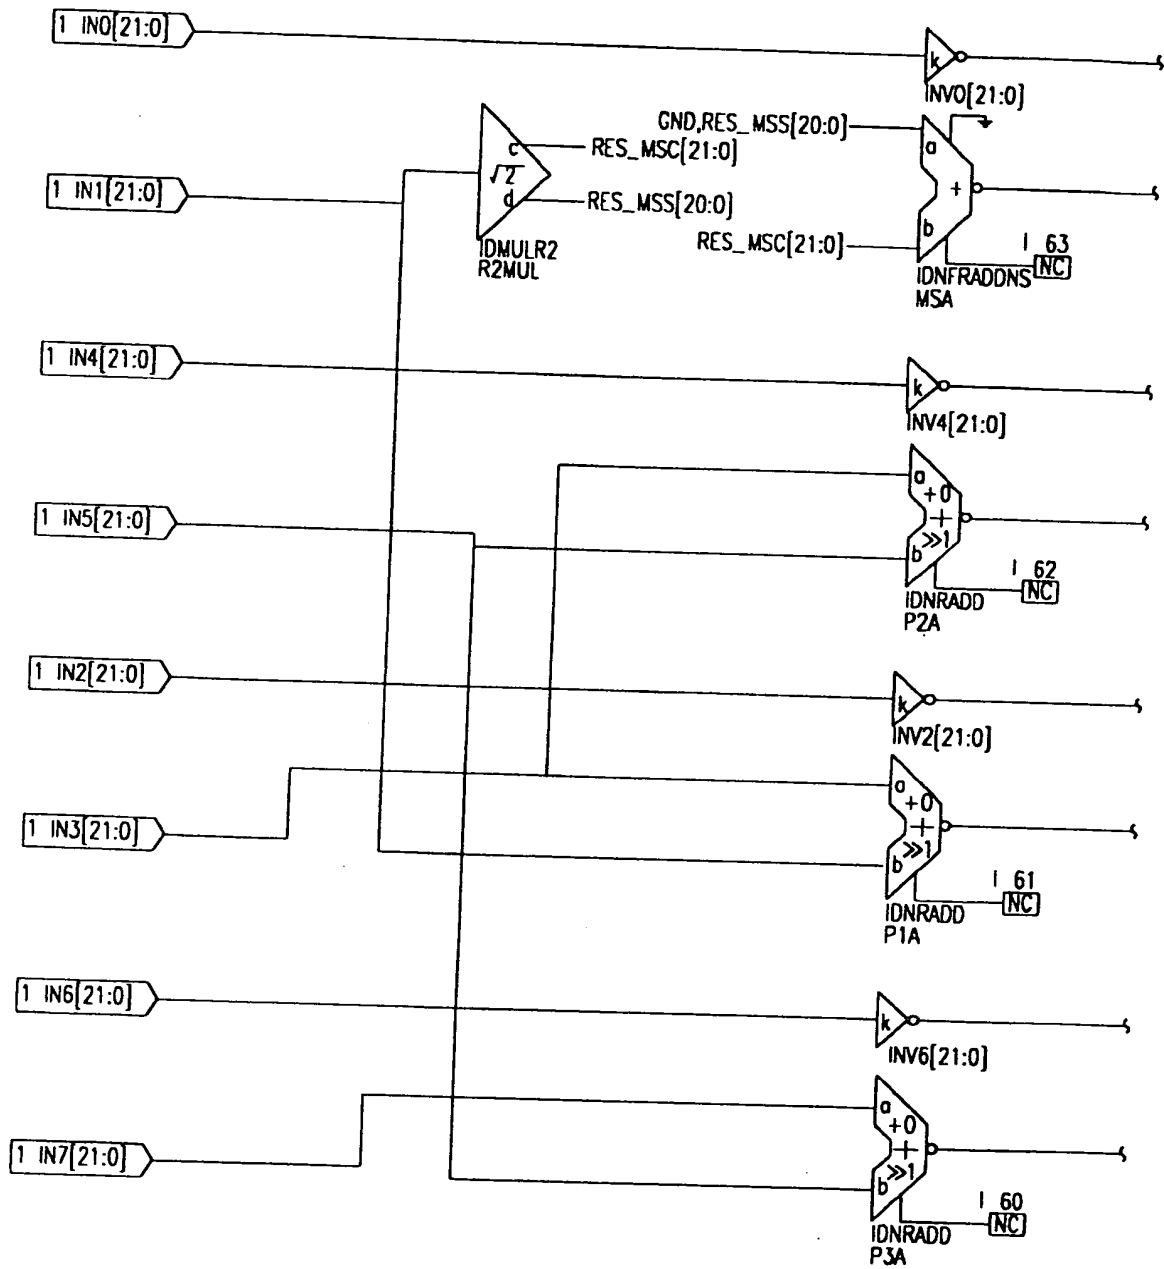 1 IN0[21:0]
k
INV0[21:0]
GND,RES_MSS[20:0]
a
c
RES_MSC[21:0]
√2
1 IN1[21:0]
+
d
RES_MSS[20:0]
b
RES_MSC[21:0]
I 63
NC
IDMULR2
R2MUL
IDNFRADDNS
MSA
1 IN4[21:0]
k
INV4[21:0]
a
+0
1 IN5[21:0]
+
b
>>1
I 62
NC
IDNRADD
P2A
1 IN2[21:0]
k
INV2[21:0]
a
+0
1 IN3[21:0]
+
b
>>1
I 61
NC
IDNRADD
P1A
1 IN6[21:0]
k
INV6[21:0]
a
+0
1 IN7[21:0]
+
b
>>1
I 60
NC
IDNRADD
P3A